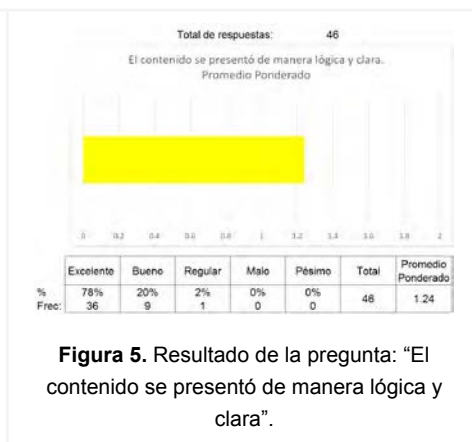 Total de respuestas: 46
El contenido se presentó de manera lógica y clara.
Promedio Ponderado
0 0.2 0.4 0.6 0.8 1 1.2 1.4 1.6 1.8 2
Excelente Bueno Regular Malo Pésimo Total Promedio Ponderado
% 78% 20% 2% 0% 0% 46 1.24
Frec: 36 9 1 0 0
Figura 5. Resultado de la pregunta: “El
contenido se presentó de manera lógica y
clara”.